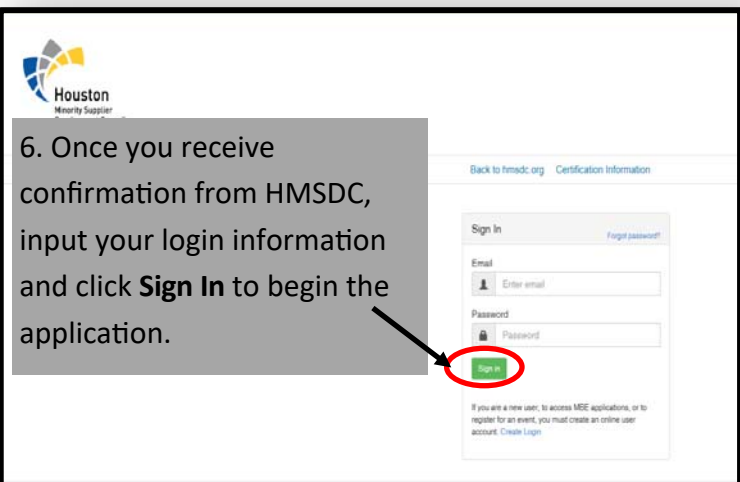 Houston
Minority Supplier
6. Once you receive
confirmation from HMSDC,
input your login information
and click Sign In to begin the
application.
Back to hmsdc.org Certification Information
Sign In Forgot password?
Email
Enter email
Password
Password
Sign in
If you are a new user, to access MBE applications, or to
register for an event, you must create an online user
account. Create Login